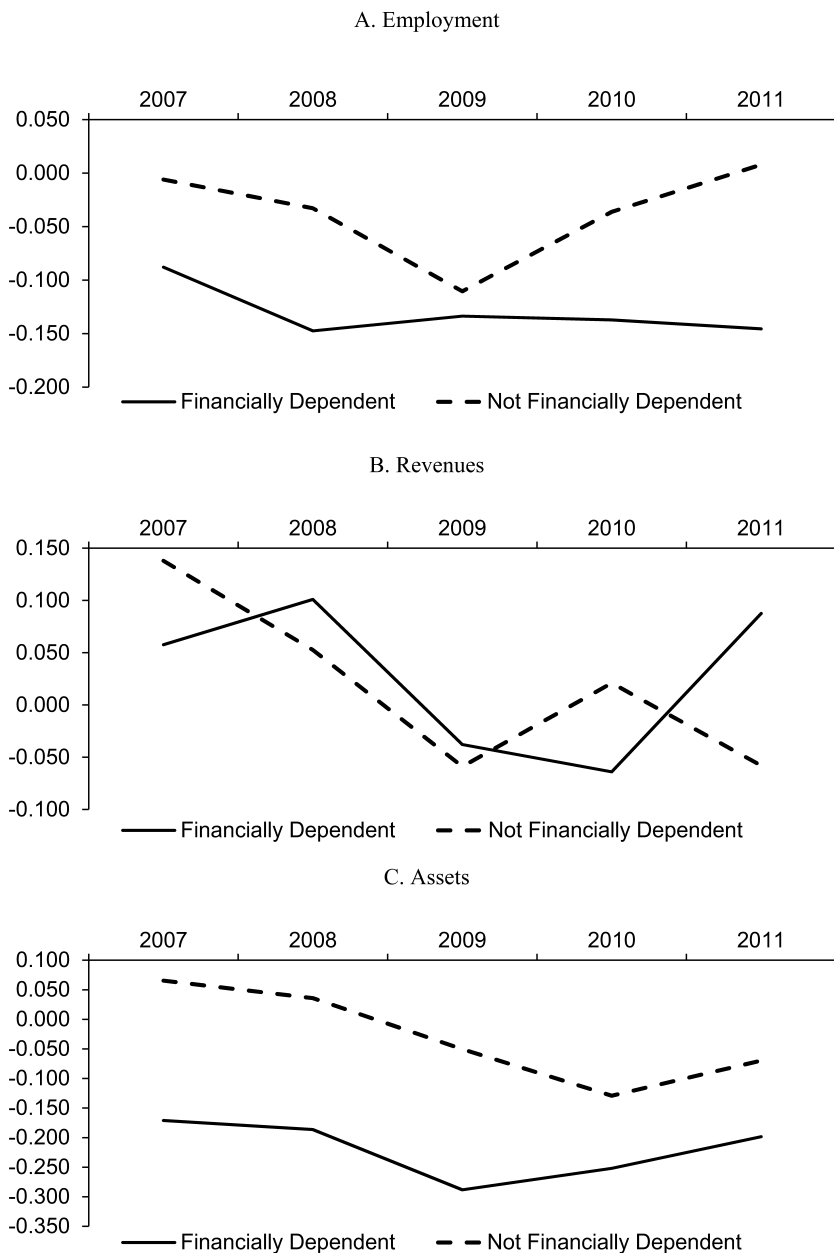 A. Employment
2007 2008 2009 2010 2011
0.050
0.000
-0.050
-0.100
-0.150
-0.200
Financially Dependent Not Financially Dependent
B. Revenues
2007 2008 2009 2010 2011
0.150
0.100
0.050
0.000
-0.050
-0.100
Financially Dependent Not Financially Dependent
C. Assets
2007 2008 2009 2010 2011
0.100
0.050
0.000
-0.050
-0.100
-0.150
-0.200
-0.250
-0.300
-0.350
Financially Dependent Not Financially Dependent